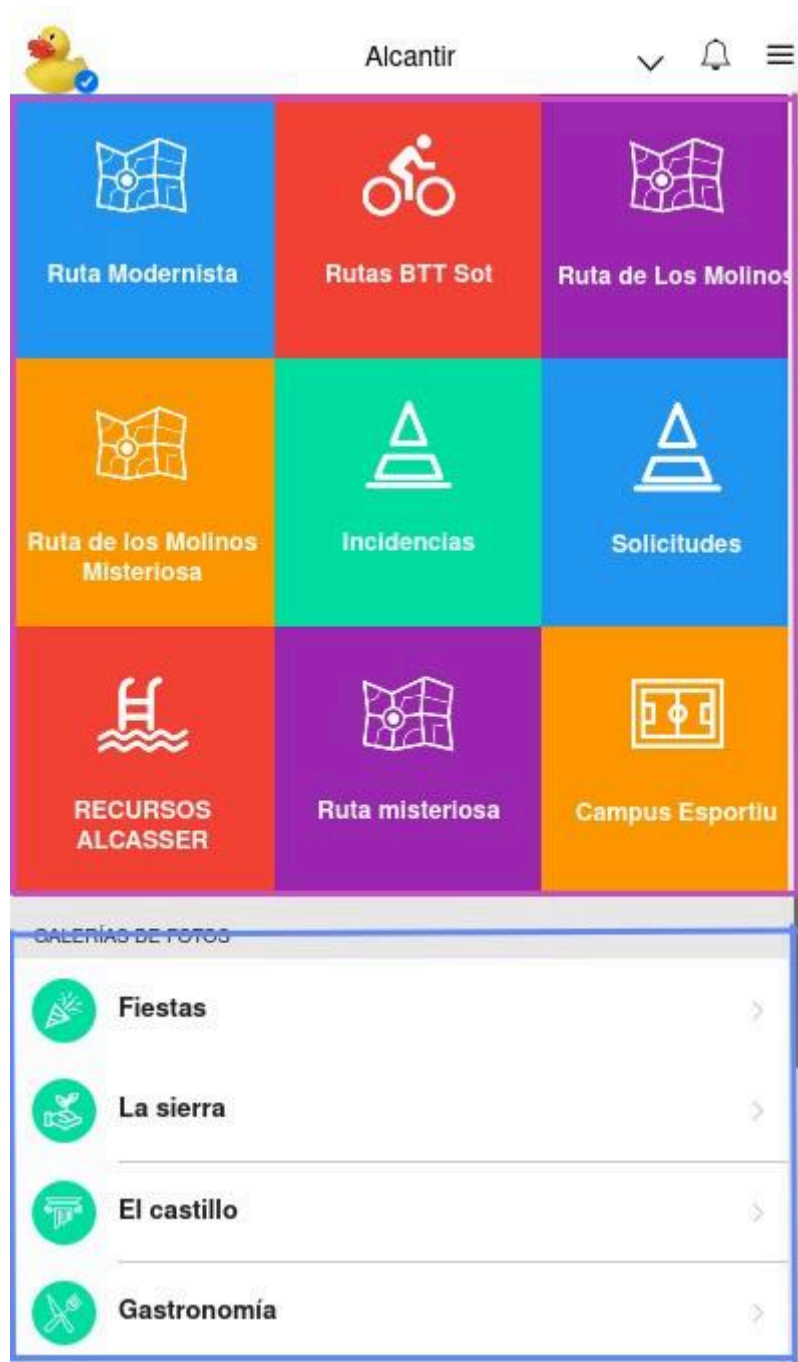 Alcantir
Ruta Modernista
Rutas BTT Sot
Ruta de Los Molinos
Ruta de los Molinos
Misteriosa
Incidencias
Solicitudes
RECURSOS
ALCASSER
Ruta misteriosa
Campus Esportiu
GALERÍAS DE FOTOS
Fiestas
La sierra
El castillo
Gastronomía